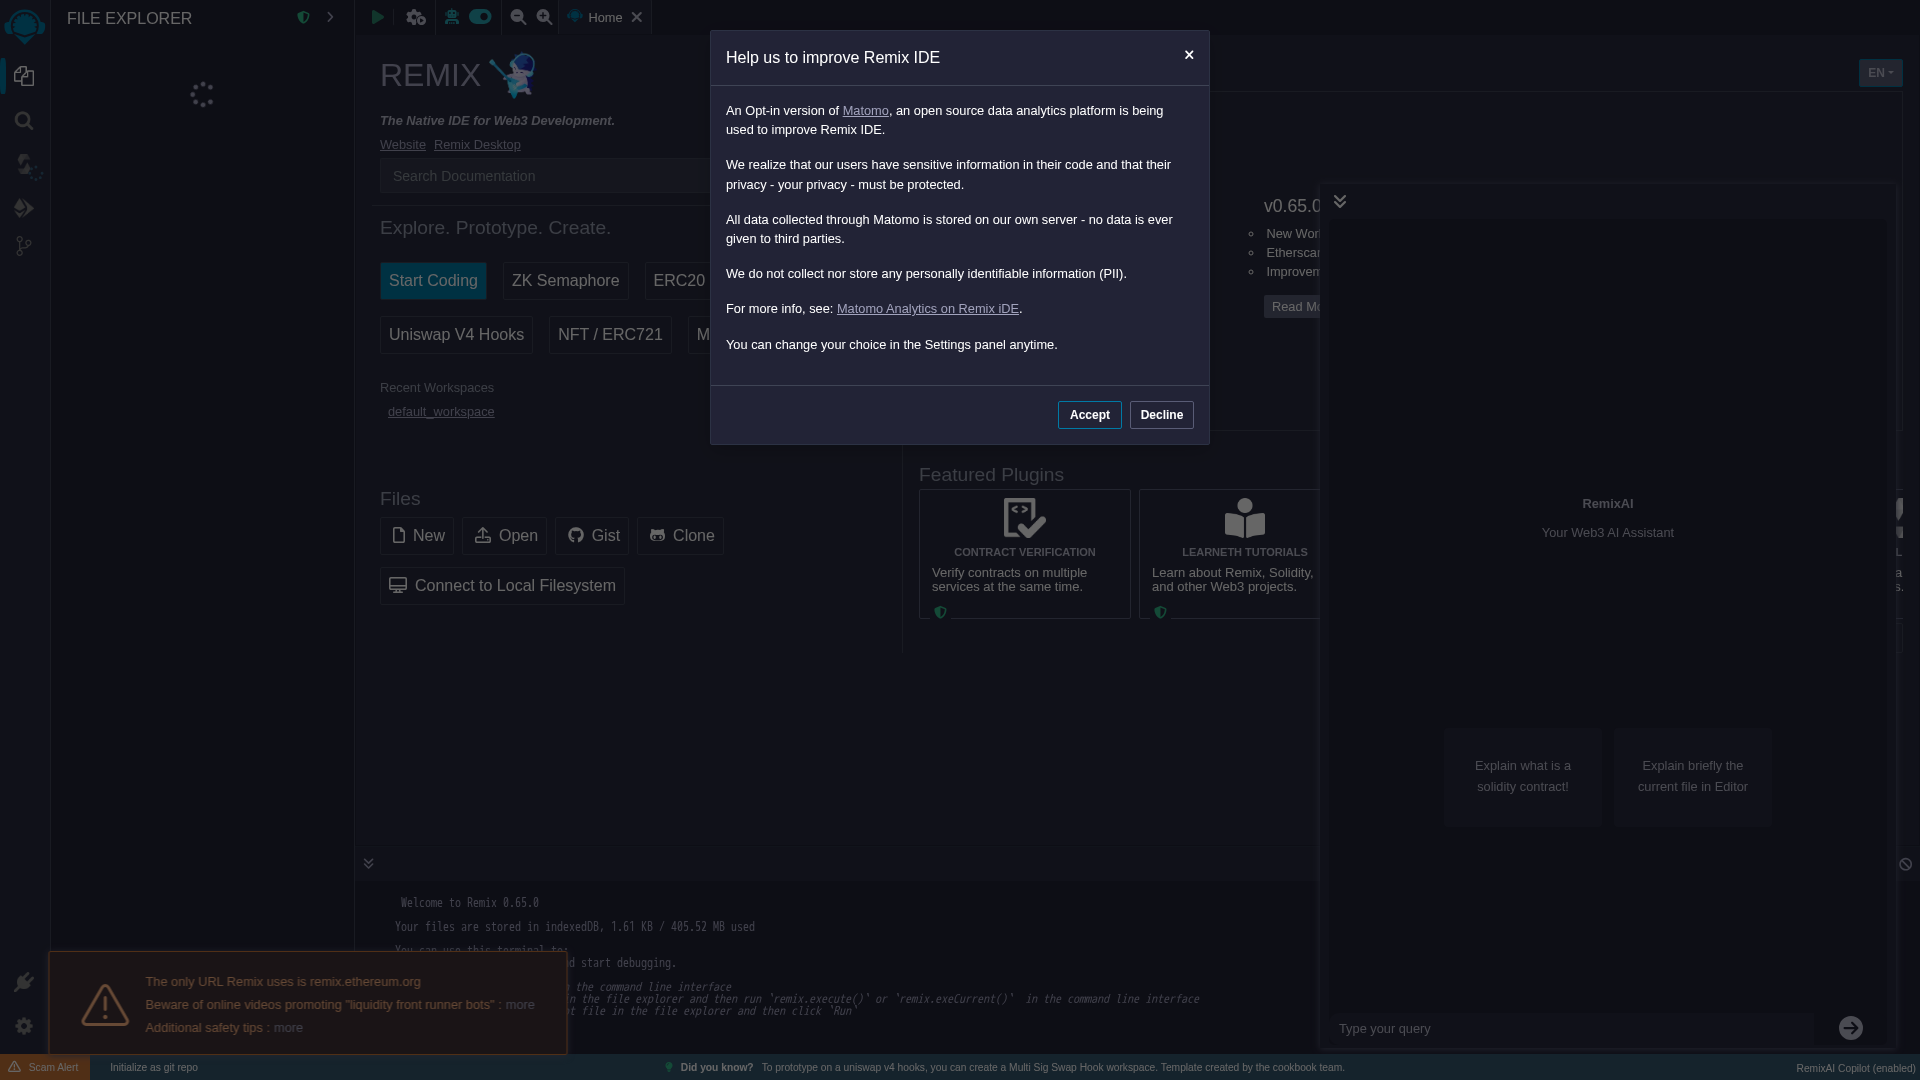 FILE EXPLORER
Home
REMIX
EN
The Native IDE for Web3 Development.
Website Remix Desktop
Search Documentation
Explore. Prototype. Create.
Start Coding
ZK Semaphore
ERC20
Uniswap V4 Hooks
NFT / ERC721
M
Recent Workspaces
default_workspace
Files
New
Open
Gist
Clone
Connect to Local Filesystem
Help us to improve Remix IDE
An Opt-in version of Matomo, an open source data analytics platform is being
used to improve Remix IDE.
We realize that our users have sensitive information in their code and that their
privacy - your privacy - must be protected.
All data collected through Matomo is stored on our own server - no data is ever
given to third parties.
We do not collect nor store any personally identifiable information (PII).
For more info, see: Matomo Analytics on Remix iDE.
You can change your choice in the Settings panel anytime.
Accept
Decline
v0.65.0
New Wor
Etherscan
Improvem
Read Mo
Featured Plugins
CONTRACT VERIFICATION
Verify contracts on multiple
services at the same time.
LEARNETH TUTORIALS
Learn about Remix, Solidity,
and other Web3 projects.
RemixAI
Your Web3 AI Assistant
Explain what is a
solidity contract!
Explain briefly the
current file in Editor
Type your query
Welcome to Remix 0.65.0
Your files are stored in indexedDB, 1.61 KB / 405.52 MB used
You can use this terminal to:
d start debugging.
the command line interface
n the file explorer and then run `remix.execute()` or `remix.exeCurrent()` in the command line interface
t file in the file explorer and then click `Run`
The only URL Remix uses is remix.ethereum.org
Beware of online videos promoting "liquidity front runner bots" : more
Additional safety tips : more
Scam Alert
Initialize as git repo
Did you know? To prototype on a uniswap v4 hooks, you can create a Multi Sig Swap Hook workspace. Template created by the cookbook team.
RemixAI Copilot (enabled)